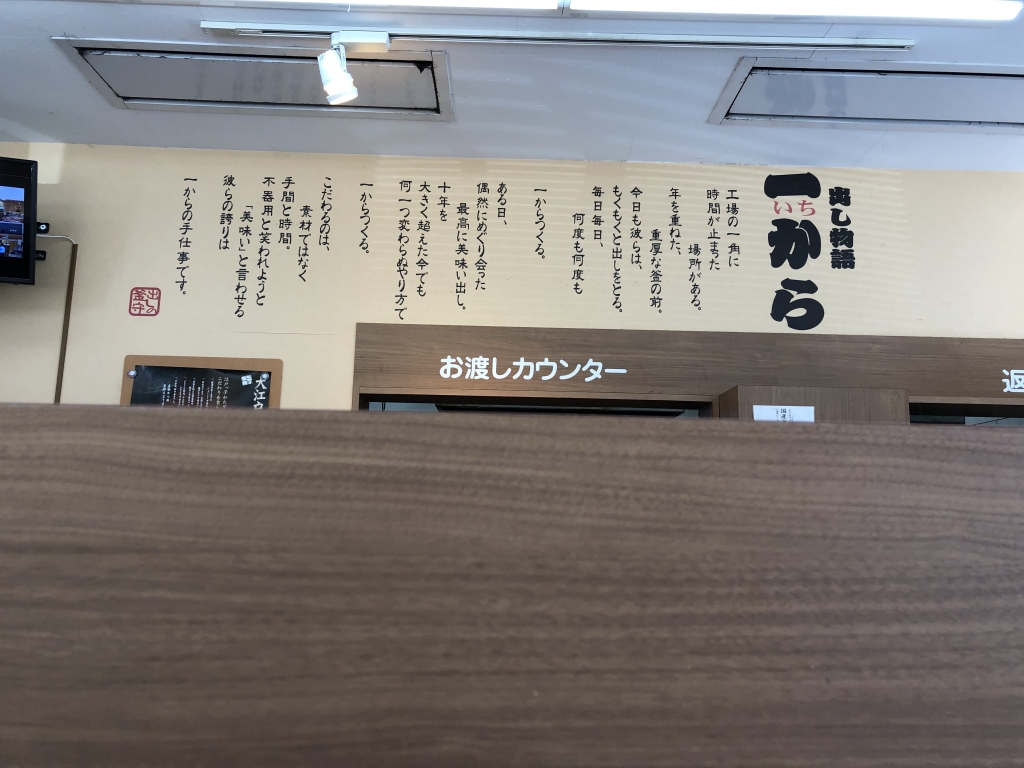 出し物語
一から
いち
工場の一角に
時間が止まった
場所がある。
年を重ねた、
重厚な釜の前。
今日も彼らは、
もくもくと出しをとる。
毎日毎日、
何度も何度も
一からつくる。
ある日、
偶然にめぐり会った
最高に美味い出し。
十年を
大きく超えた今でも
何一つ変わらぬやり方で
一からつくる。
こだわるのは、
素材ではなく
手間と時間。
不器用と笑われようと
「美味い」と言わせる
彼らの誇りは
一からの手仕事です。
出しの
釜守
お渡しカウンター
返
大江戸
国産